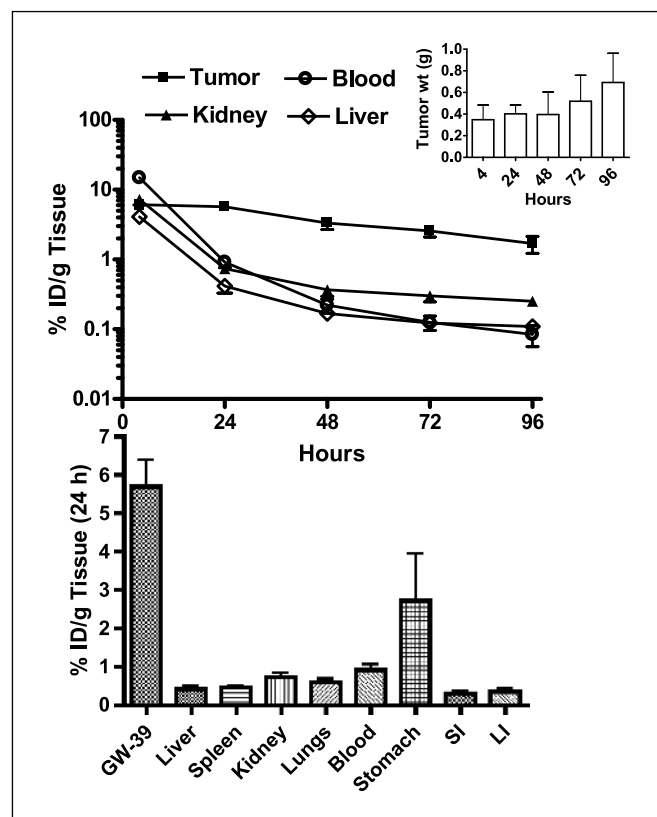 Tumor Blood
Kidney Liver
Tumor wt (g)
1.0
0.8
0.6
0.4
0.2
0.0
4 24 48 72 96
Hours
% ID/g Tissue
100
10
1
0.1
0.01
0 24 48 72 96
Hours
% ID/g Tissue (24 h)
7
6
5
4
3
2
1
0
GW-39 Liver Spleen Kidney Lungs Blood Stomach SI LI